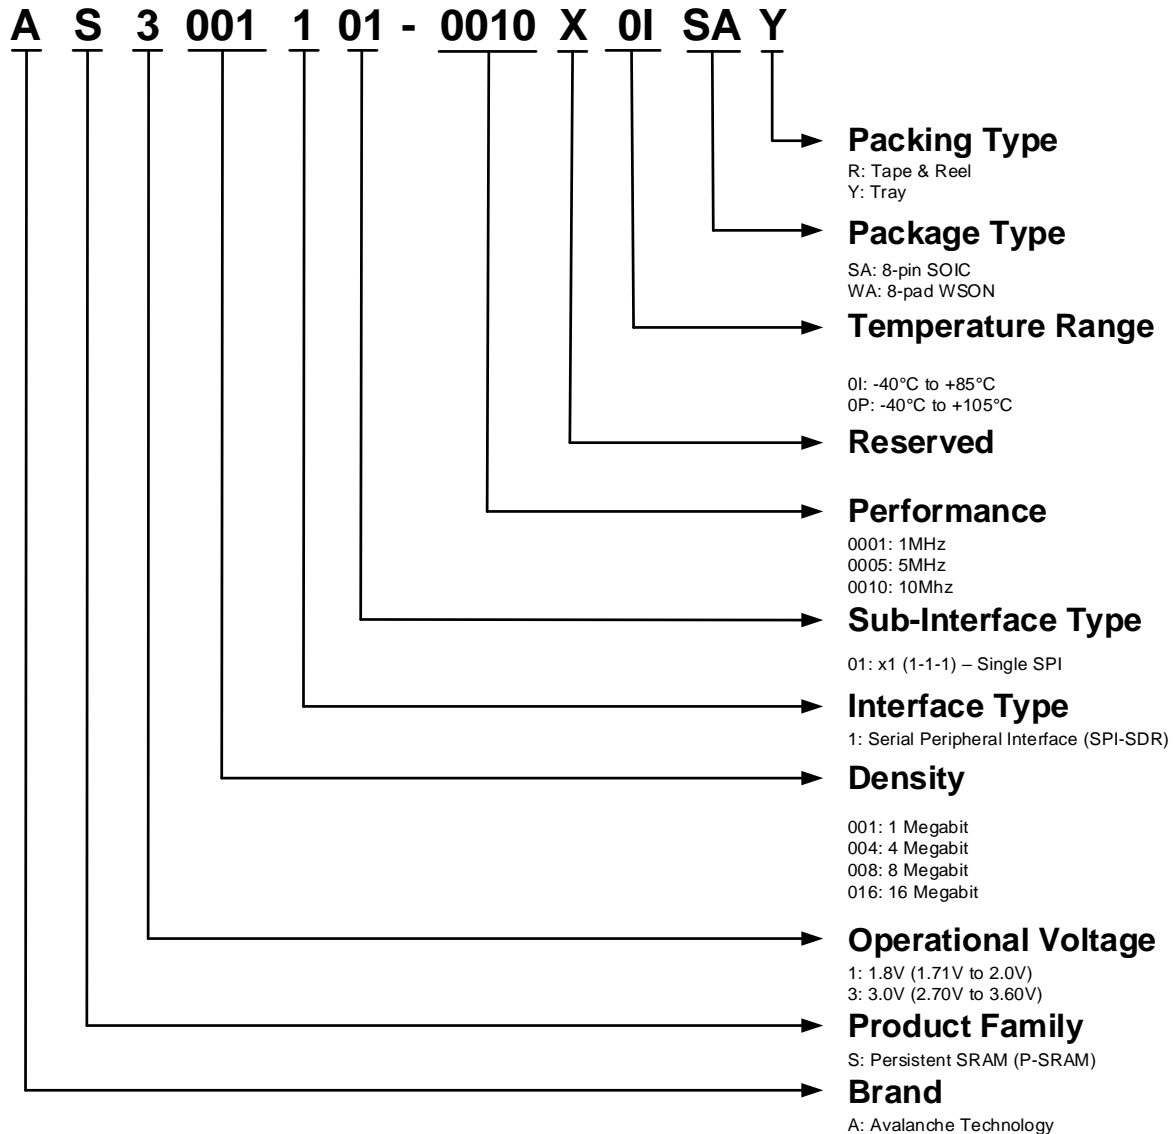 A S 3 001 1 01 - 0010 X 0I SA Y
Packing Type
R: Tape & Reel
Y: Tray
Package Type
SA: 8-pin SOIC
WA: 8-pad WSON
Temperature Range
0I: -40°C to +85°C
0P: -40°C to +105°C
Reserved
Performance
0001: 1MHz
0005: 5MHz
0010: 10Mhz
Sub-Interface Type
01: x1 (1-1-1) – Single SPI
Interface Type
1: Serial Peripheral Interface (SPI-SDR)
Density
001: 1 Megabit
004: 4 Megabit
008: 8 Megabit
016: 16 Megabit
Operational Voltage
1: 1.8V (1.71V to 2.0V)
3: 3.0V (2.70V to 3.60V)
Product Family
S: Persistent SRAM (P-SRAM)
Brand
A: Avalanche Technology